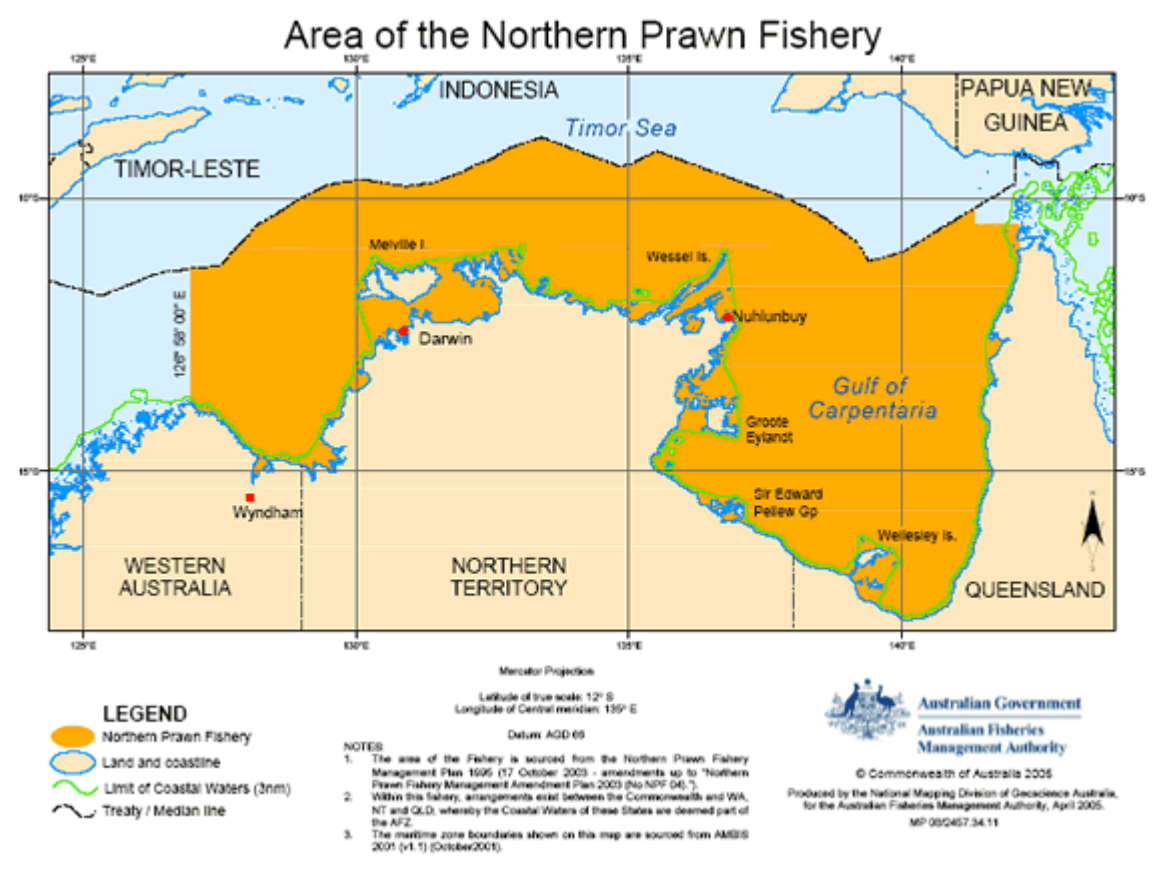 Area of the Northern Prawn Fishery
125°E 130°E 135°E 140°E
INDONESIA
PAPUA NEW
GUINEA
Timor Sea
TIMOR-LESTE
10°S 10°S
Melville I.
Wessel Is.
126° 58' 00" E
Nuhlunbuy
Darwin
Gulf of
Carpentaria
Groote
Eylandt
15°S 15°S
Sir Edward
Pellew Gp
Wyndham
Wellesley Is.
WESTERN
AUSTRALIA
NORTHERN
TERRITORY
QUEENSLAND
N
S
125°E 130°E 135°E 140°E
Mercator Projection
Latitude of true scale: 12° S
Longitude of Central meridian: 135° E
Datum: AGD 66
LEGEND
Northern Prawn Fishery
Land and coastline
Limit of Coastal Waters (3nm)
Treaty / Median line
NOTES:
1. The area of the Fishery is sourced from the Northern Prawn Fishery
Management Plan 1995 (17 October 2003 - amendments up to "Northern
Prawn Fishery Management Amendment Plan 2003 (No NPF 04).").
2. Within this fishery, arrangements exist between the Commonwealth and WA,
NT and QLD, whereby the Coastal Waters of these States are deemed part of
the AFZ.
3. The maritime zone boundaries shown on this map are sourced from AMBIS
2001 (v1.1) (October2001).
Australian Government
Australian Fisheries
Management Authority
© Commonwealth of Australia 2005
Produced by the National Mapping Division of Geoscience Australia,
for the Australian Fisheries Management Authority, April 2005.
MP 03/2457.34.11